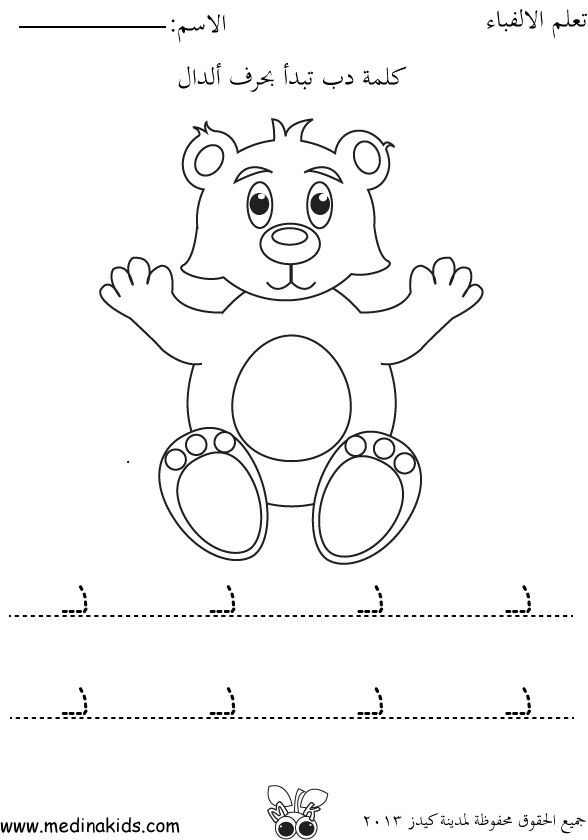 تعلم الالفباء
الاسم:
كلمة دب تبدأ بحرف ألدال
د د د د
د د د د
جميع الحقوق محفوظة لمدينة كيدز ٢٠١٣
www.medinakids.com